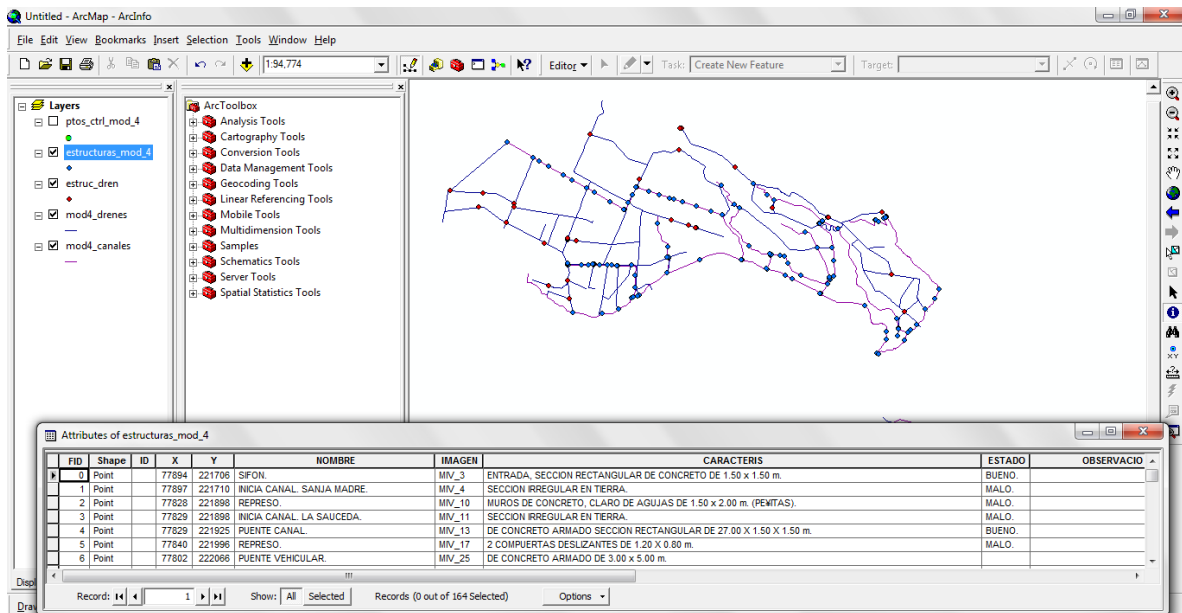 Untitled - ArcMap - ArcInfo
File Edit View Bookmarks Insert Selection Tools Window Help
1:94,774 Editor Task: Create New Feature Target:
Layers
ptos_ctrl_mod_4
estructuras_mod_4
estruc_dren
mod4_drenes
mod4_canales
ArcToolbox
Analysis Tools
Cartography Tools
Conversion Tools
Data Management Tools
Geocoding Tools
Linear Referencing Tools
Mobile Tools
Multidimension Tools
Samples
Schematics Tools
Server Tools
Spatial Statistics Tools
Attributes of estructuras_mod_4
FID Shape ID X Y NOMBRE IMAGEN CARACTERIS ESTADO OBSERVACIO
0 Point 77894 221706 SIFON. MIV_3 ENTRADA, SECCION RECTANGULAR DE CONCRETO DE 1.50 x 1.50 m. BUENO.
1 Point 77897 221710 INICIA CANAL. SANJA MADRE. MIV_4 SECCION IRREGULAR EN TIERRA. MALO.
2 Point 77828 221898 REPRESO. MIV_10 MUROS DE CONCRETO, CLARO DE AGUJAS DE 1.50 x 2.00 m. (PE¥ITAS). MALO.
3 Point 77829 221898 INICIA CANAL. LA SAUCEDA. MIV_11 SECCION IRREGULAR EN TIERRA. MALO.
4 Point 77829 221925 PUENTE CANAL. MIV_13 DE CONCRETO ARMADO SECCION RECTANGULAR DE 27.00 X 1.50 X 1.50 m. BUENO.
5 Point 77840 221996 REPRESO. MIV_17 2 COMPUERTAS DESLIZANTES DE 1.20 X 0.80 m. MALO.
6 Point 77802 222066 PUENTE VEHICULAR. MIV_25 DE CONCRETO ARMADO DE 3.00 x 5.00 m.
Displ
Record: 1 Show: All Selected Records (0 out of 164 Selected) Options
Draw